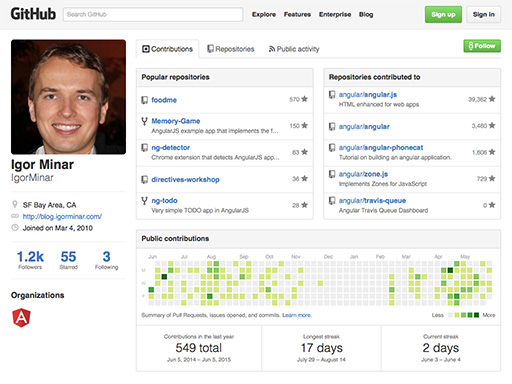 GitHub
Search GitHub
Explore Features Enterprise Blog
Sign up
Sign in
Contributions
Repositories
Public activity
Follow
Igor Minar
IgorMinar
SF Bay Area, CA
http://blog.igorminar.com/
Joined on Mar 4, 2010
1.2k
Followers
55
Starred
3
Following
Organizations
Popular repositories
foodme 570
Memory-Game 150
AngularJS example app that implements the f...
ng-detector 63
Chrome extension that detects AngularJS app...
directives-workshop 36
ng-todo 28
Very simple TODO app in AngularJS
Repositories contributed to
angular/angular.js 39,362
HTML enhanced for web apps
angular/angular 3,460
angular/angular-phonecat 1,606
Tutorial on building an angular application.
angular/zone.js 729
Implements Zones for JavaScript
angular/travis-queue 0
Angular Travis Queue Dashboard
Public contributions
Jun Jul Aug Sep Oct Nov Dec Jan Feb Mar Apr May
M
W
F
Summary of Pull Requests, issues opened, and commits. Learn more.
Less More
Contributions in the last year
549 total
Jun 5, 2014 – Jun 5, 2015
Longest streak
17 days
July 29 – August 14
Current streak
2 days
June 3 – June 4